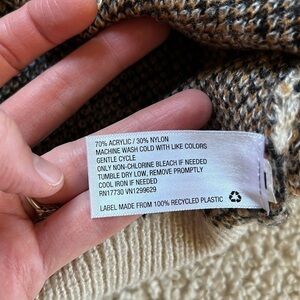 70% ACRYLIC / 30% NYLON
MACHINE WASH COLD WITH LIKE COLORS
GENTLE CYCLE
ONLY NON-CHLORINE BLEACH IF NEEDED
TUMBLE DRY LOW, REMOVE PROMPTLY
COOL IRON IF NEEDED
RN17730 VN1299629
LABEL MADE FROM 100% RECYCLED PLASTIC